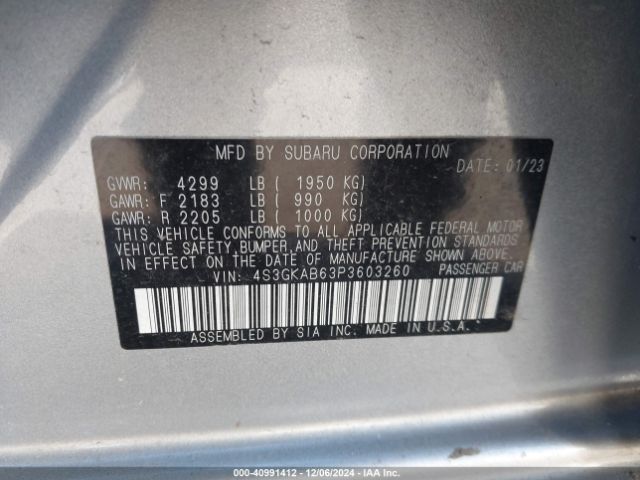 MFD BY SUBARU CORPORATION
DATE: 01/23
GVWR: 4299 LB ( 1950 KG)
GAWR: F 2183 LB ( 990 KG)
GAWR: R 2205 LB ( 1000 KG)
THIS VEHICLE CONFORMS TO ALL APPLICABLE FEDERAL MOTOR
VEHICLE SAFETY, BUMPER, AND THEFT PREVENTION STANDARDS
IN EFFECT ON THE DATE OF MANUFACTURE SHOWN ABOVE.
VIN: 4S3GKAB63P3603260 PASSENGER CAR
ASSEMBLED BY SIA INC. MADE IN U.S.A.
000-40991412 - 12/06/2024 - IAA Inc.